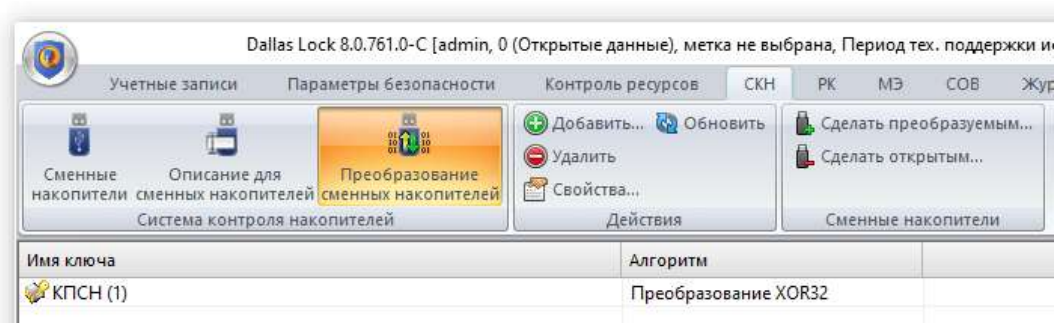 Dallas Lock 8.0.761.0-C [admin, 0 (Открытые данные), метка не выбрана, Период тех. поддержки
Учетные записи Параметры безопасности Контроль ресурсов СКН РК МЭ СОВ
Сменные накопители Описание для сменных накопителей Преобразование сменных накопителей
Система контроля накопителей
Добавить... Обновить
Удалить
Свойства...
Действия
Сделать преобразуемым...
Сделать открытым...
Сменные накопители
Имя ключа Алгоритм
КПСН (1) Преобразование XOR32